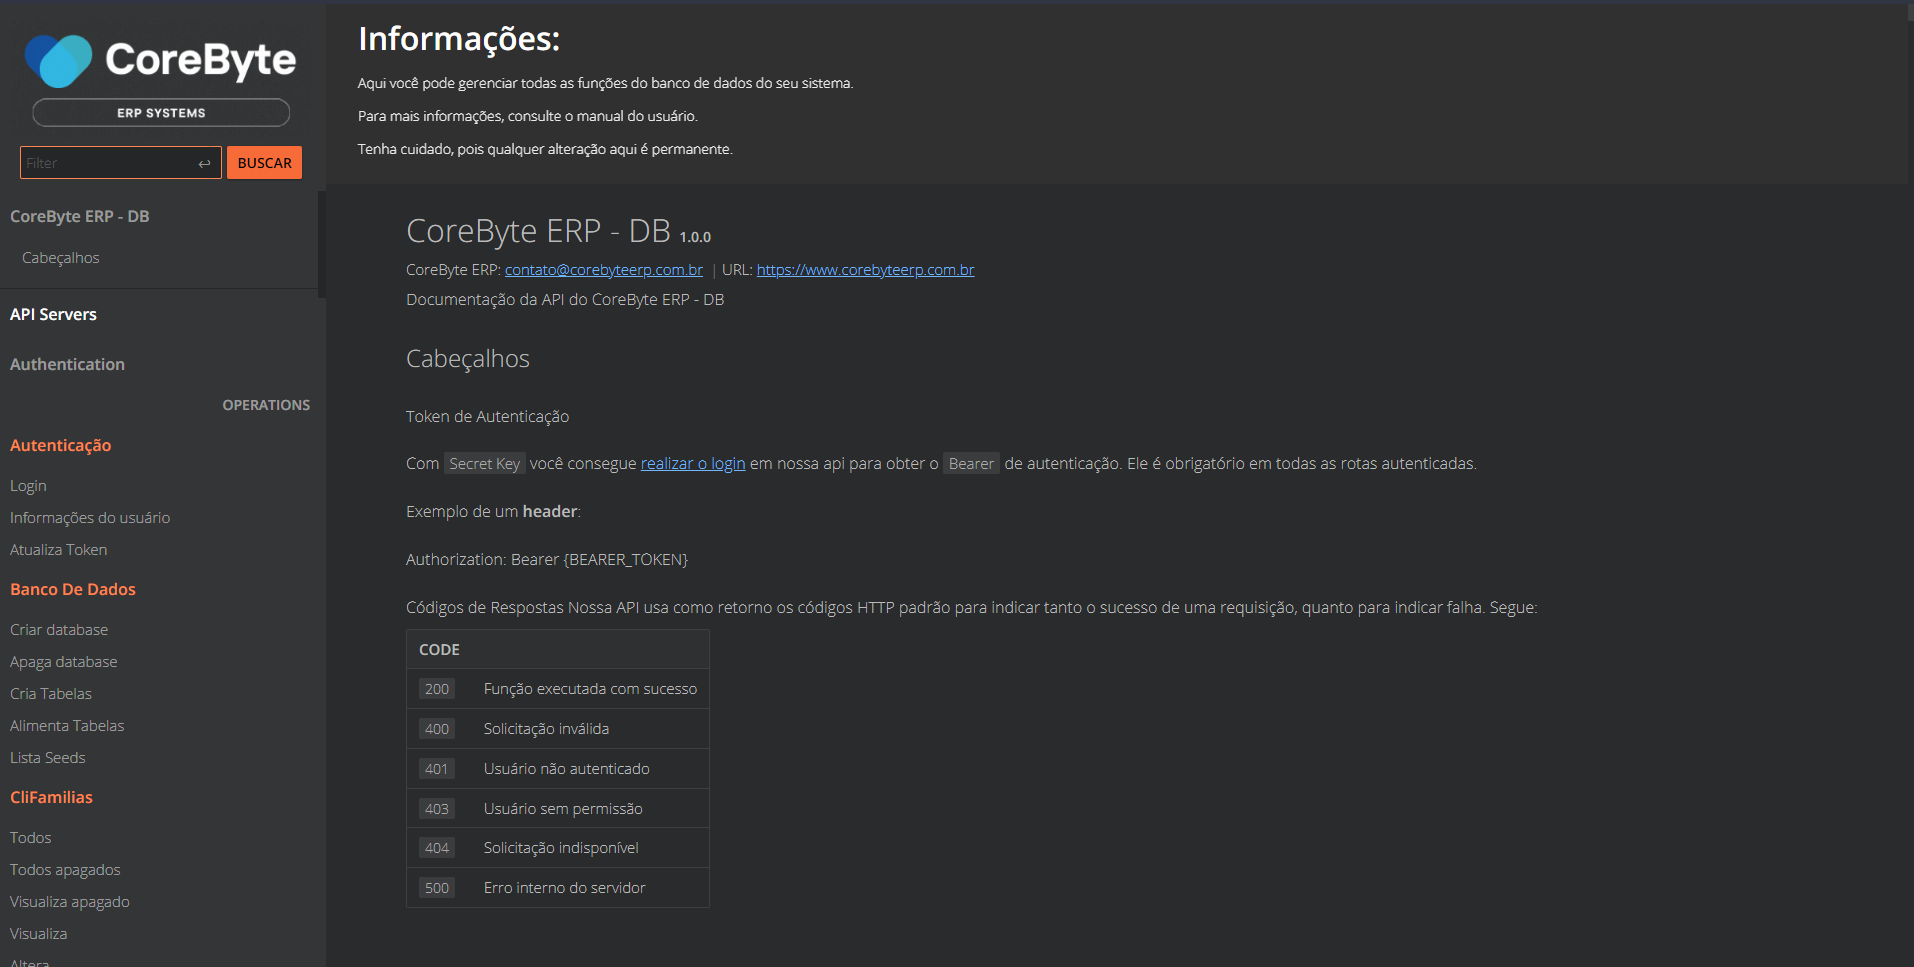 CoreByte
ERP SYSTEMS
Filter
BUSCAR
CoreByte ERP - DB
Cabeçalhos
API Servers
Authentication
OPERATIONS
Autenticação
Login
Informações do usuário
Atualiza Token
Banco De Dados
Criar database
Apaga database
Cria Tabelas
Alimenta Tabelas
Lista Seeds
CliFamilias
Todos
Todos apagados
Visualiza apagado
Visualiza
Altera
Informações:
Aqui você pode gerenciar todas as funções do banco de dados do seu sistema.
Para mais informações, consulte o manual do usuário.
Tenha cuidado, pois qualquer alteração aqui é permanente.
CoreByte ERP - DB 1.0.0
CoreByte ERP: contato@corebyteerp.com.br | URL: https://www.corebyteerp.com.br
Documentação da API do CoreByte ERP - DB
Cabeçalhos
Token de Autenticação
Com Secret Key você consegue realizar o login em nossa api para obter o Bearer de autenticação. Ele é obrigatório em todas as rotas autenticadas.
Exemplo de um header:
Authorization: Bearer {BEARER_TOKEN}
Códigos de Respostas Nossa API usa como retorno os códigos HTTP padrão para indicar tanto o sucesso de uma requisição, quanto para indicar falha. Segue:
CODE
200 Função executada com sucesso
400 Solicitação inválida
401 Usuário não autenticado
403 Usuário sem permissão
404 Solicitação indisponível
500 Erro interno do servidor